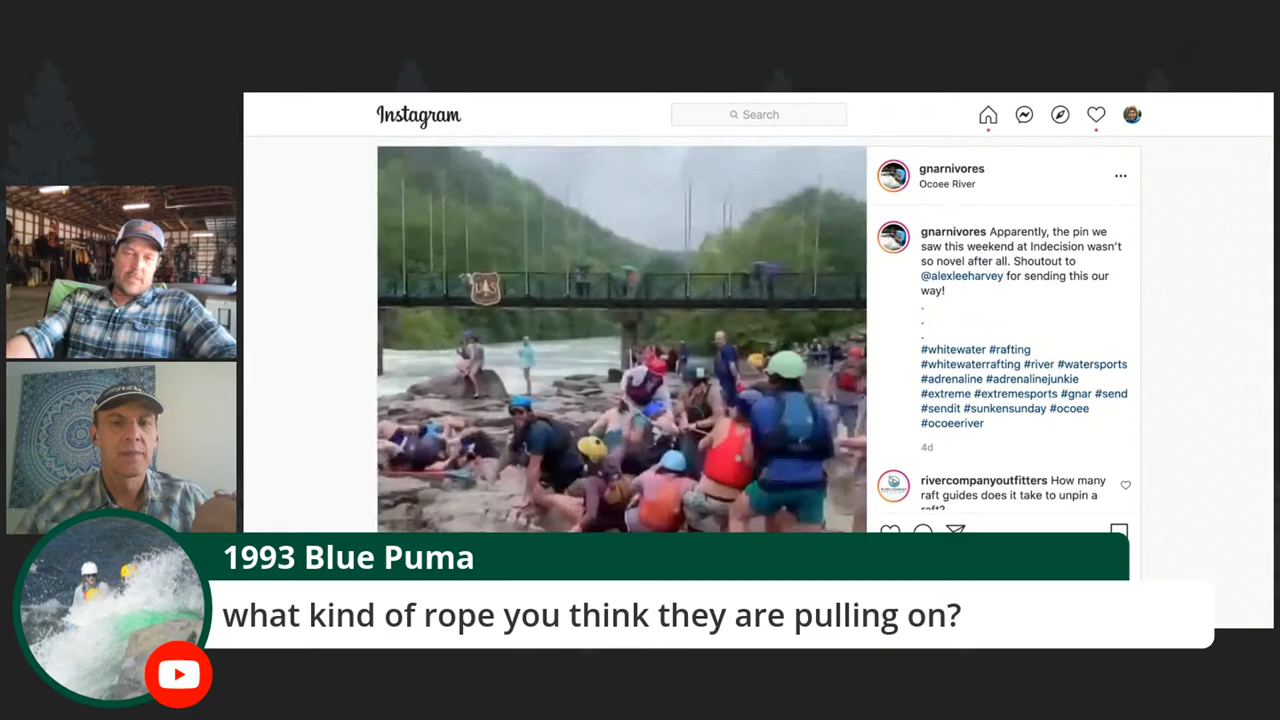 Instagram
Search
gnarnivores
Ocoee River
gnarnivores Apparently, the pin we
saw this weekend at Indecision wasn't
so novel after all. Shoutout to
@alexleeharvey for sending this our
way!
.
.
.
#whitewater #rafting
#whitewaterrafting #river #watersports
#adrenaline #adrenalinejunkie
#extreme #extremesports #gnar #send
#sendit #sunkensunday #ocoee
#ocoeeriver
4d
rivercompanyoutfitters How many
raft guides does it take to unpin a
raft?
U S
1993 Blue Puma
what kind of rope you think they are pulling on?